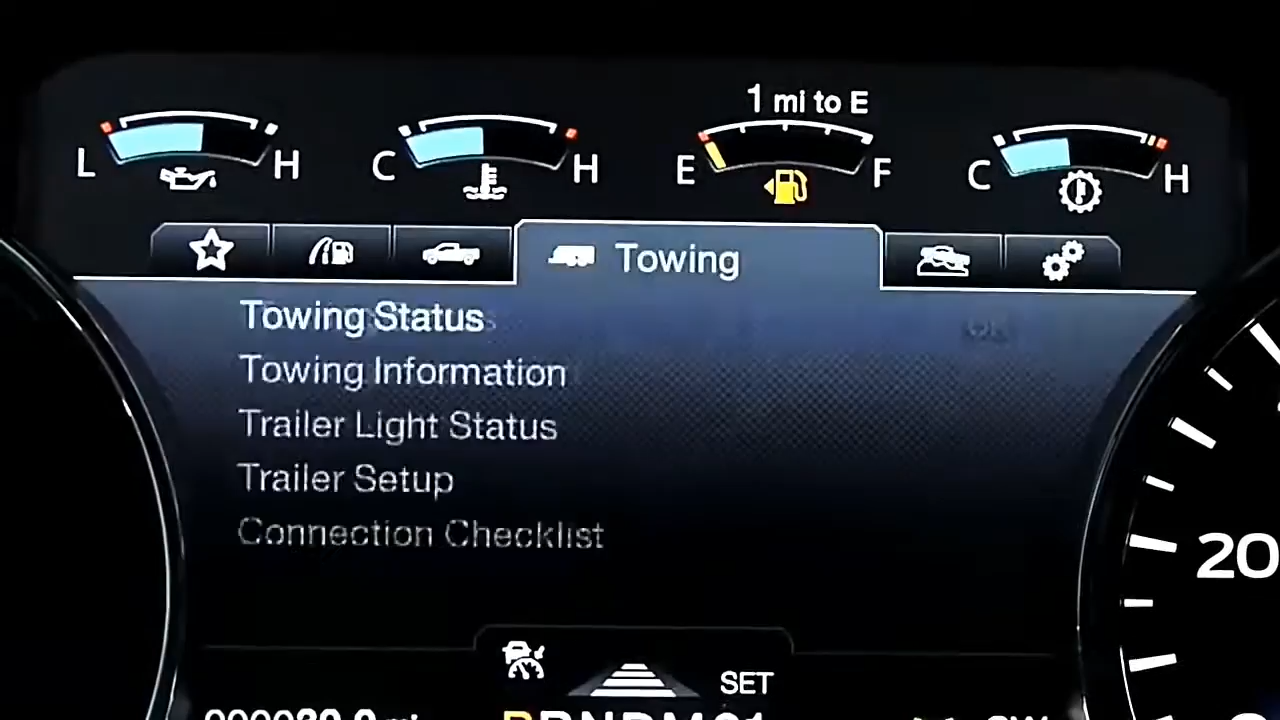 1 mi to E
L H C H E F C H
Towing
Towing Status
Towing Information
Trailer Light Status
Trailer Setup
Connection Checklist
20
SET